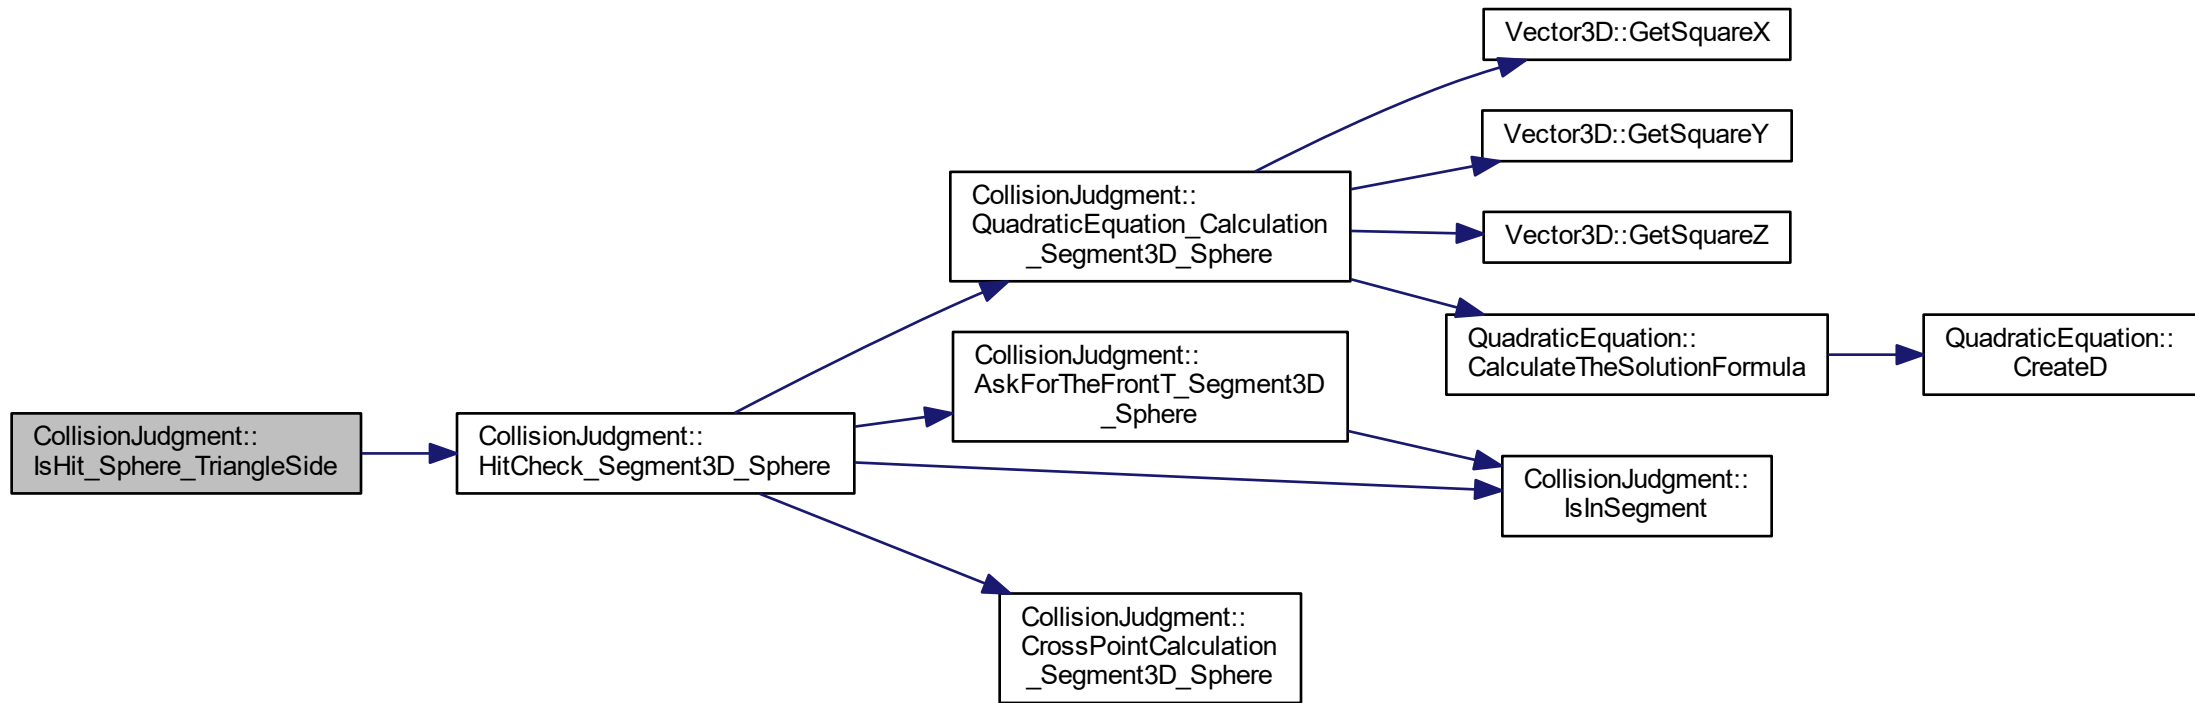 CollisionJudgment::
IsHit_Sphere_TriangleSide
CollisionJudgment::
HitCheck_Segment3D_Sphere
CollisionJudgment::
QuadraticEquation_Calculation
_Segment3D_Sphere
CollisionJudgment::
AskForTheFrontT_Segment3D
_Sphere
CollisionJudgment::
CrossPointCalculation
_Segment3D_Sphere
Vector3D::GetSquareX
Vector3D::GetSquareY
Vector3D::GetSquareZ
QuadraticEquation::
CalculateTheSolutionFormula
CollisionJudgment::
IsInSegment
QuadraticEquation::
CreateD